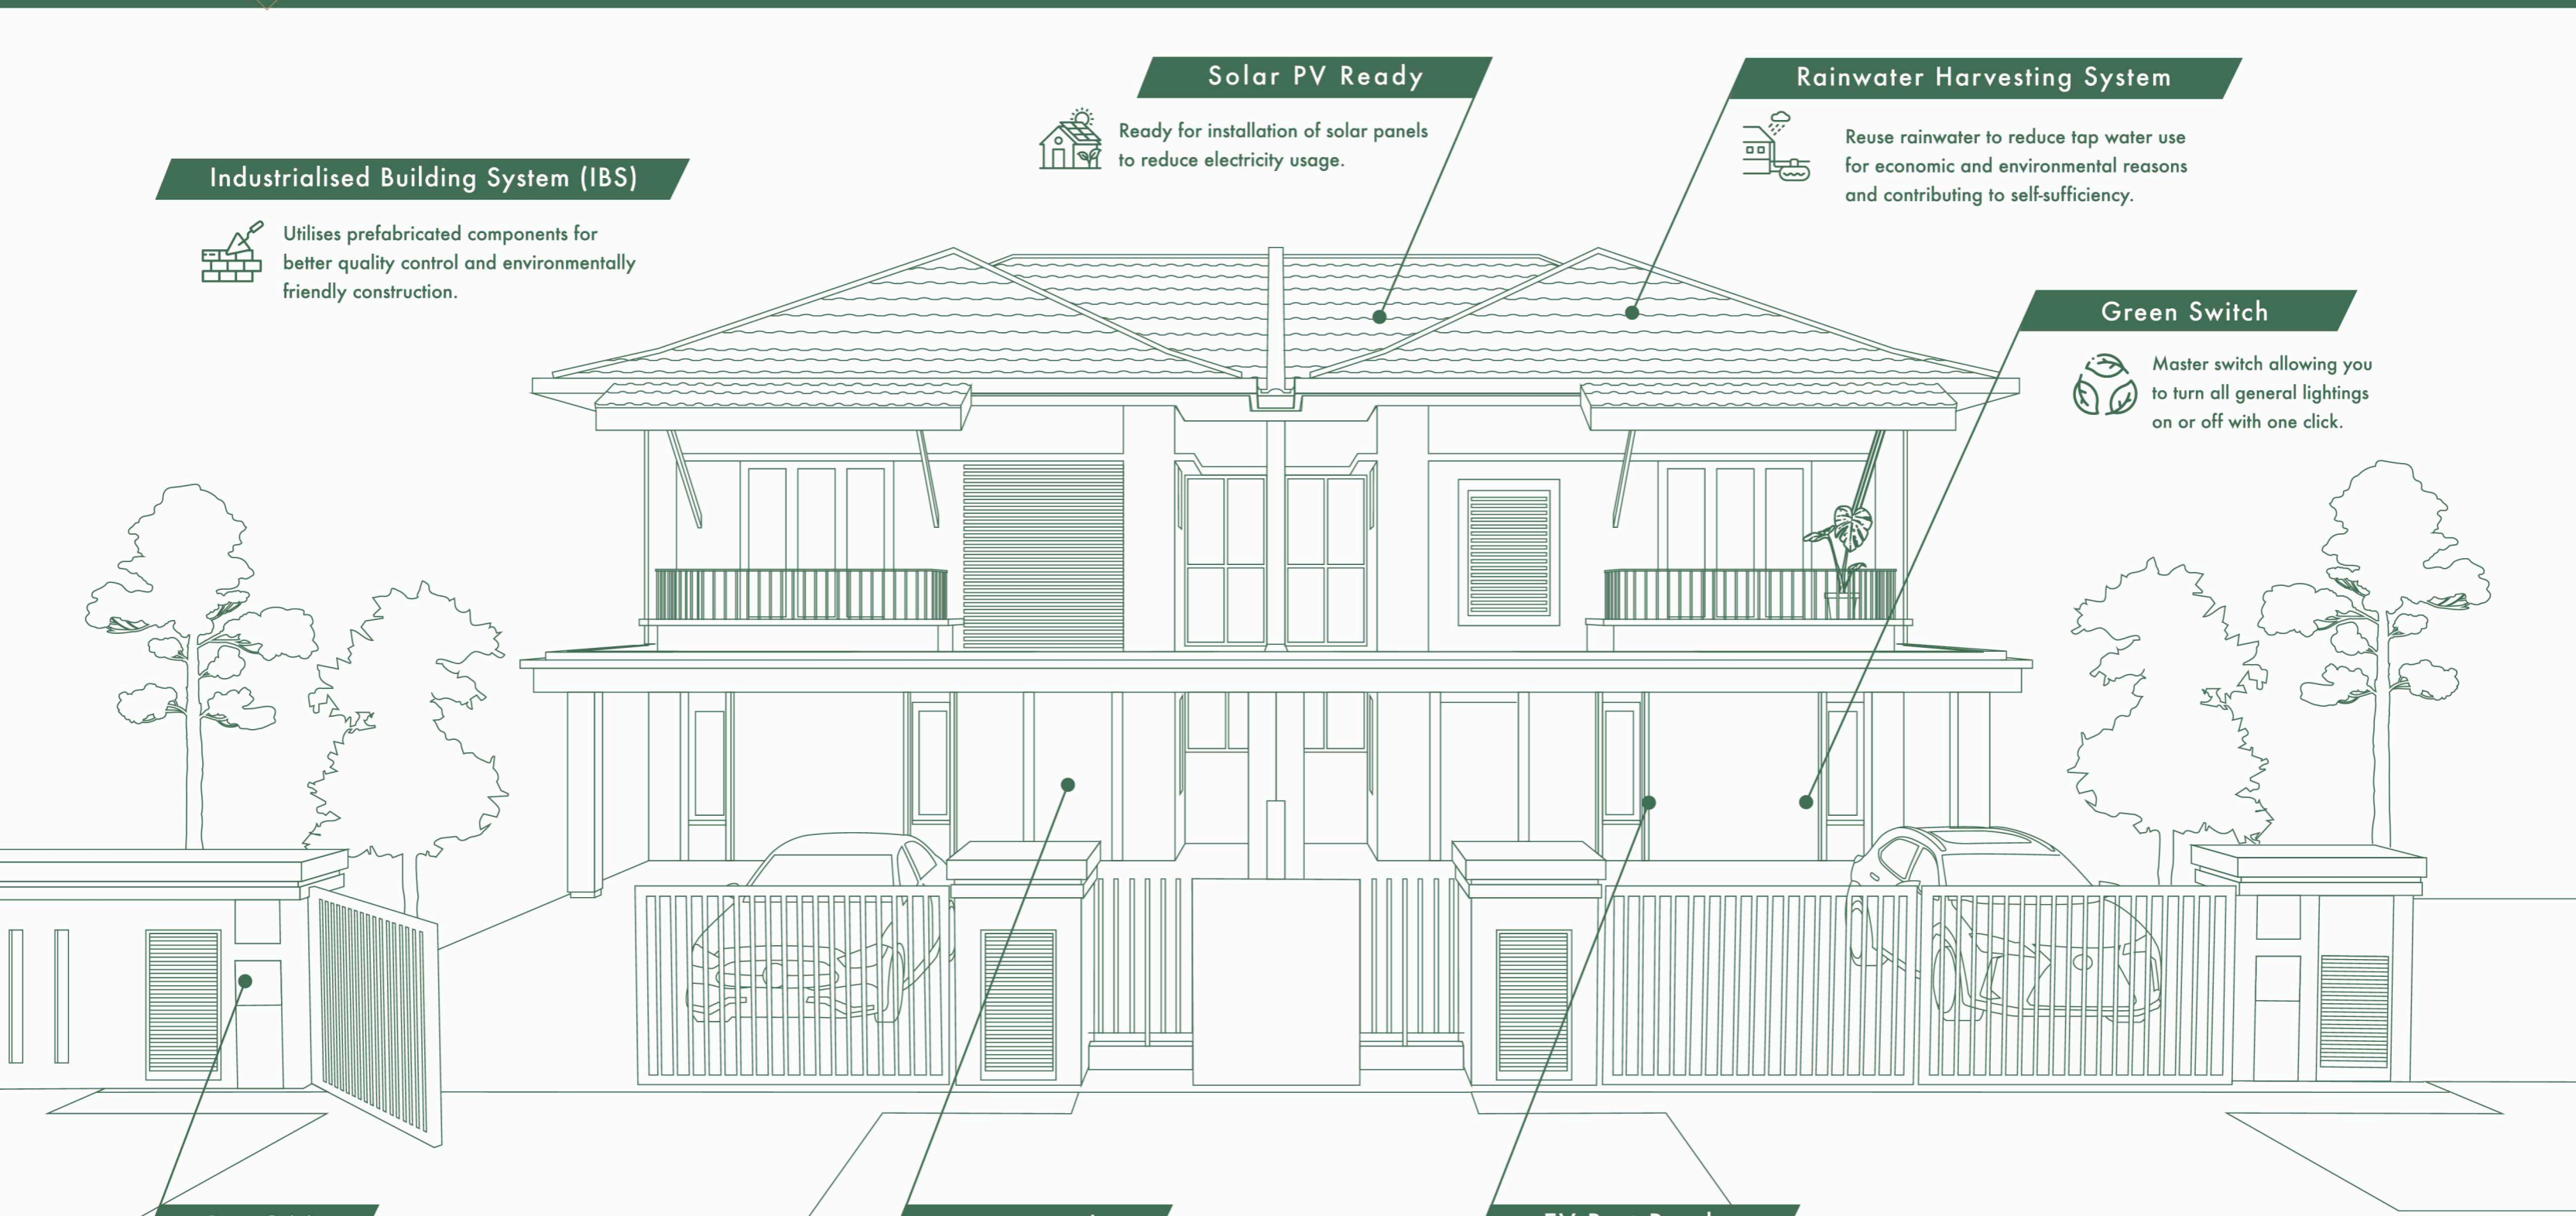 Solar PV Ready
Ready for installation of solar panels
to reduce electricity usage.
Rainwater Harvesting System
Reuse rainwater to reduce tap water use
for economic and environmental reasons
and contributing to self-sufficiency.
Industrialised Building System (IBS)
Utilises prefabricated components for
better quality control and environmentally
friendly construction.
Green Switch
Master switch allowing you
to turn all general lightings
on or off with one click.